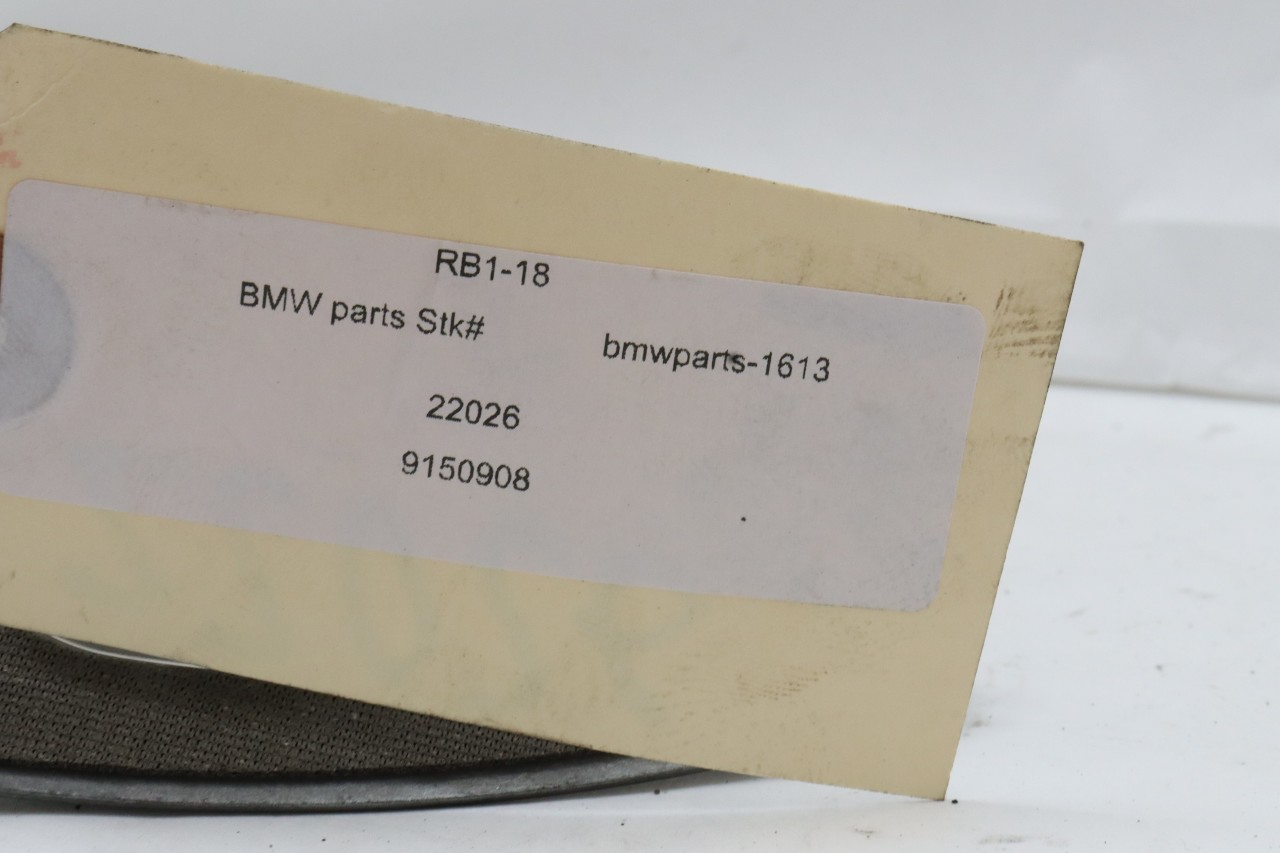 RB1-18
BMW parts Stk# bmwparts-1613
22026
9150908